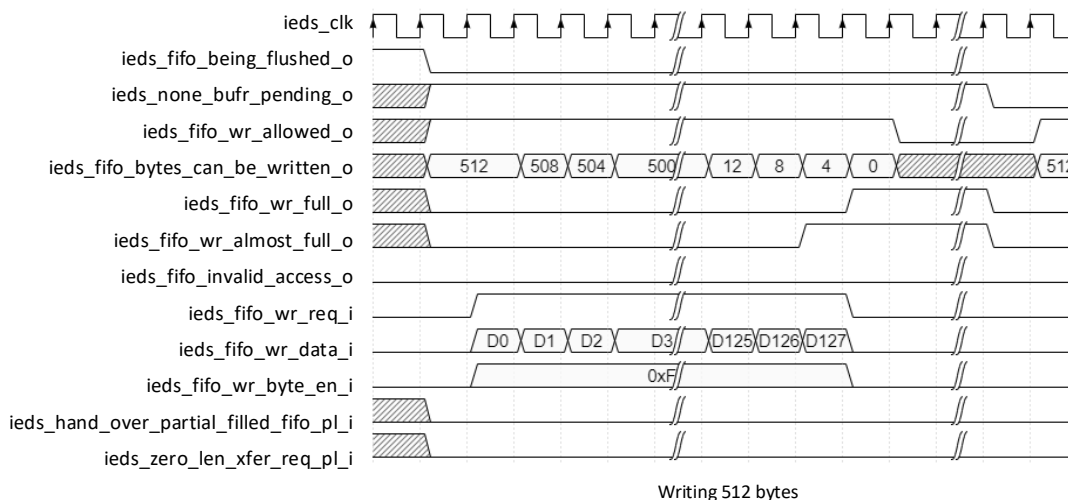 ieds_clk
ieds_fifo_being_flushed_o
ieds_none_bufr_pending_o
ieds_fifo_wr_allowed_o
ieds_fifo_bytes_can_be_written_o 512 508 504 500 12 8 4 0 512
ieds_fifo_wr_full_o
ieds_fifo_wr_almost_full_o
ieds_fifo_invalid_access_o
ieds_fifo_wr_req_i
ieds_fifo_wr_data_i D0 D1 D2 D3 D125 D126 D127
ieds_fifo_wr_byte_en_i 0xF
ieds_hand_over_partial_filled_fifo_pl_i
ieds_zero_len_xfer_req_pl_i
Writing 512 bytes